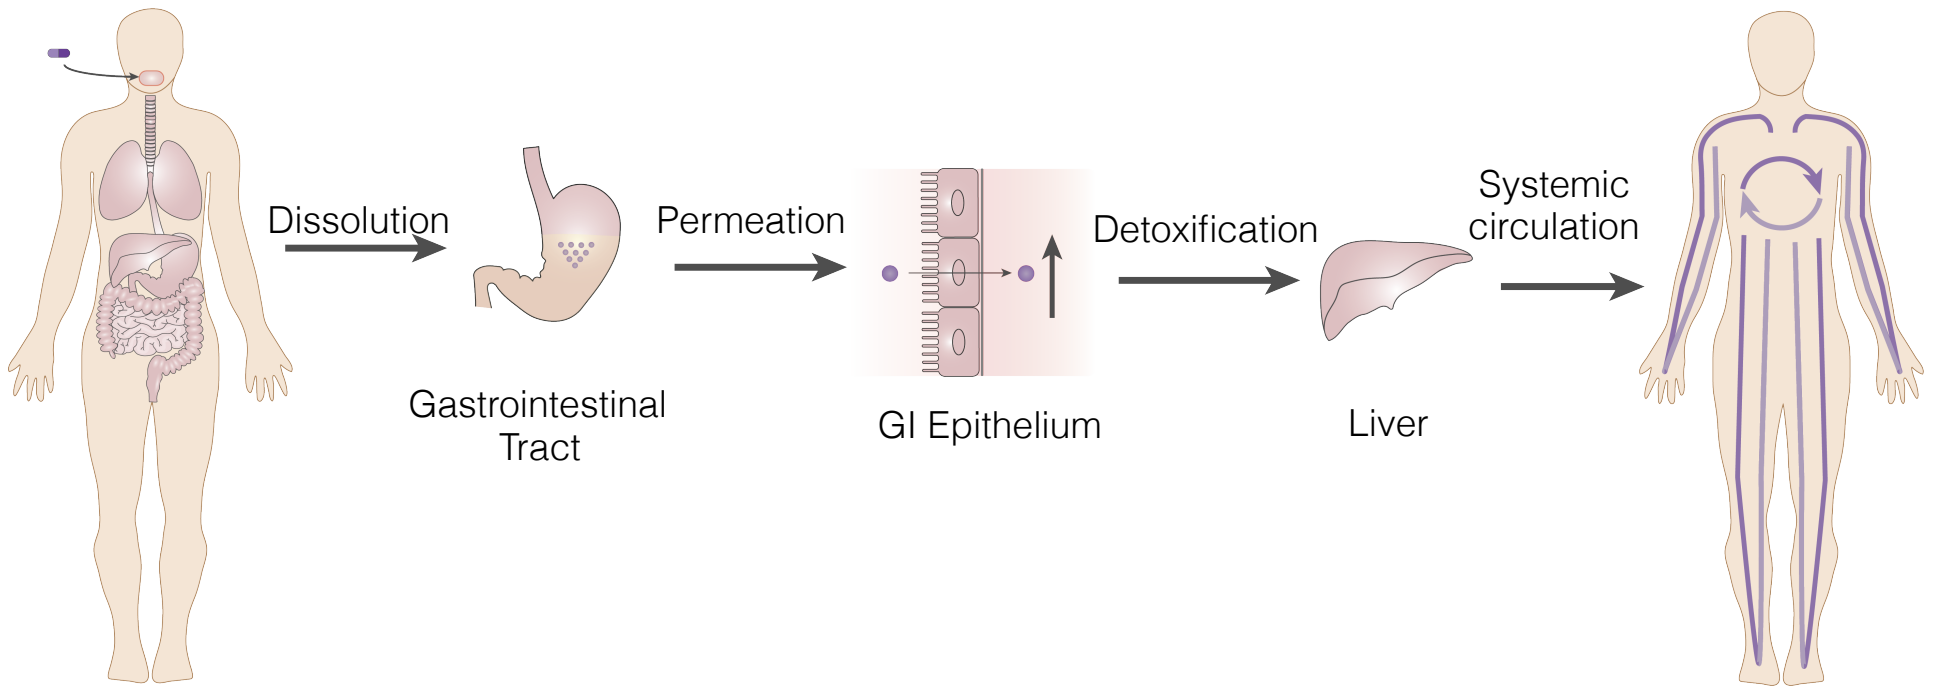 Dissolution
Gastrointestinal
Tract
Permeation
GI Epithelium
Detoxification
Liver
Systemic
circulation